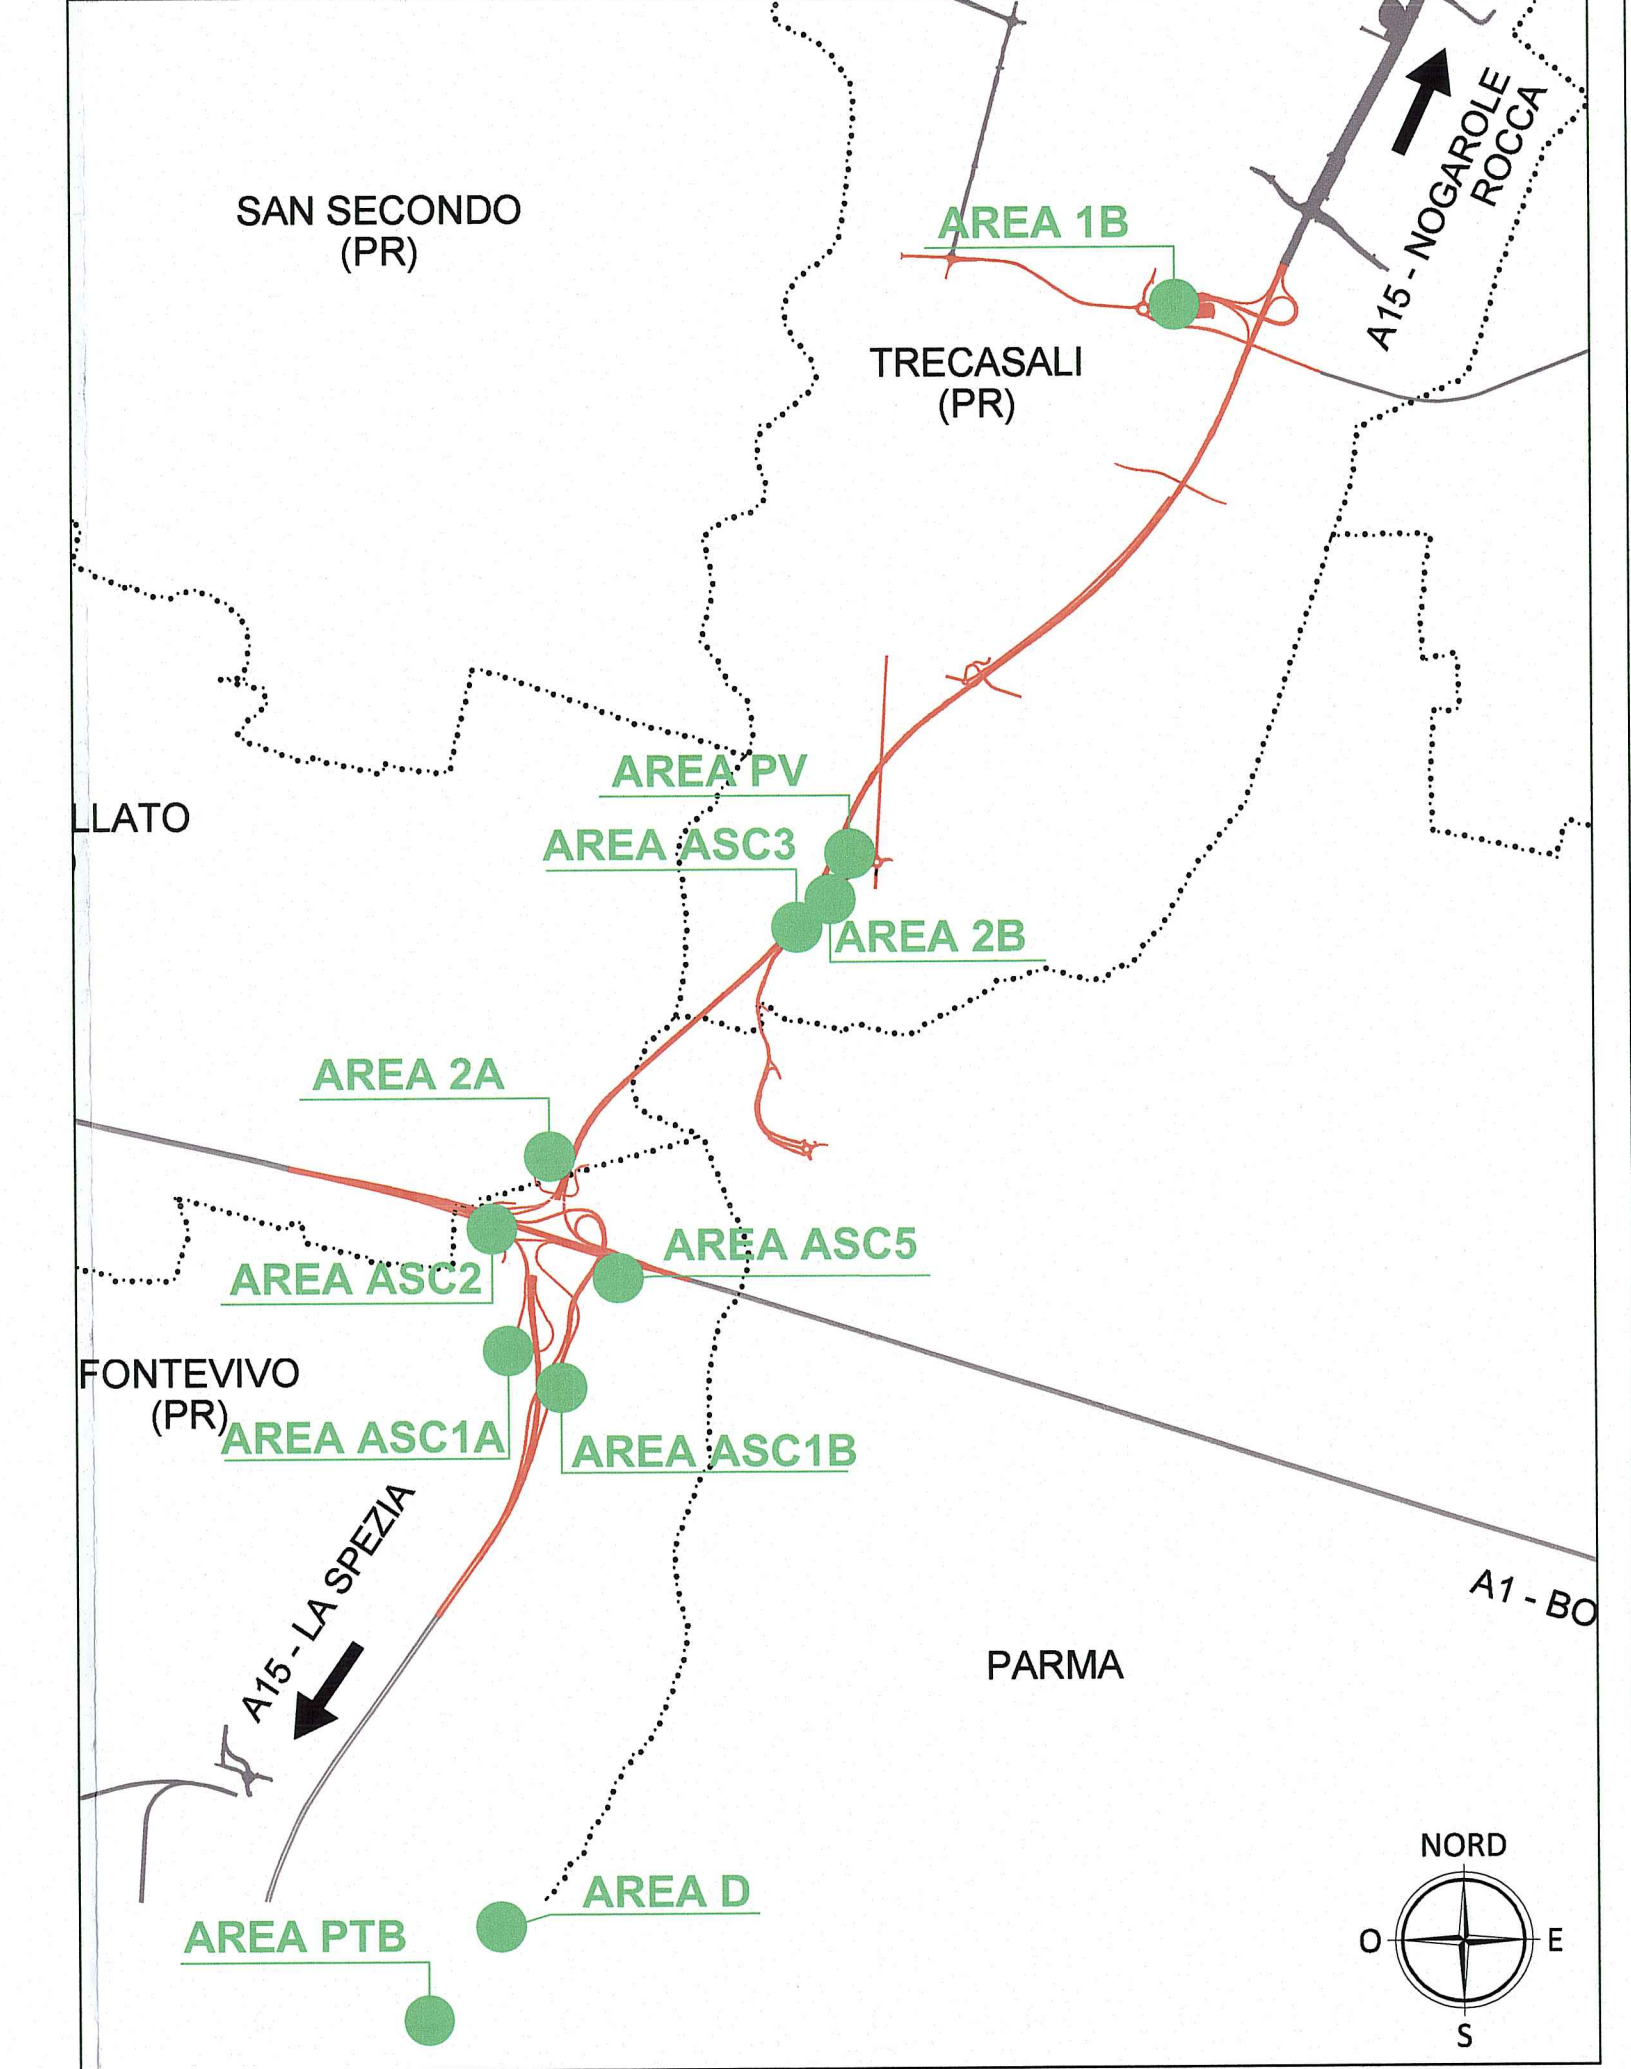 SAN SECONDO
(PR)
AREA 1B
A15 - NOGAROLE
ROCCA
TRECASALI
(PR)
AREA PV
LLATO
AREA ASC3
AREA 2B
AREA 2A
AREA ASC5
AREA ASC2
FONTEVIVO
(PR)
AREA ASC1A
AREA ASC1B
A15 - LA SPEZIA
A1 - BO
PARMA
NORD
O
E
S
AREA D
AREA PTB